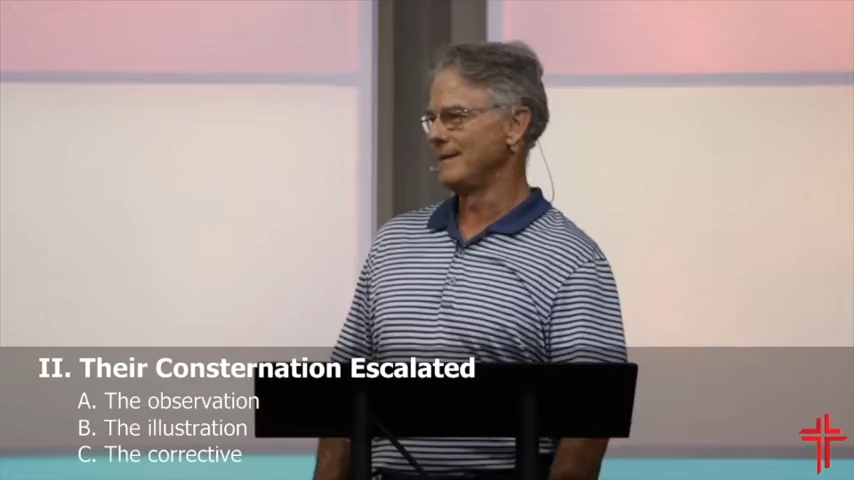 II. Their Consternation Escalated
A. The observation
B. The illustration
C. The corrective